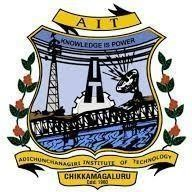 AIT
KNOWLEDGE IS POWER
ADICHUNCHANAGIRI INSTITUTE OF TECHNOLOGY
CHIKKAMAGALURU
Estd. 1980